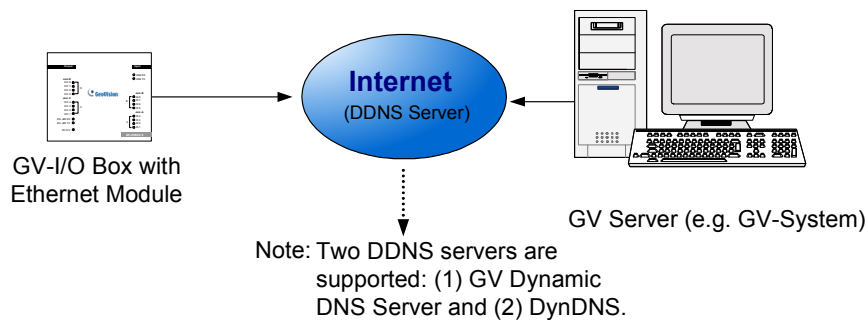 Internet
(DDNS Server)
GeoVision
GV-I/O Box with
Ethernet Module
GV Server (e.g. GV-System)
Note: Two DDNS servers are
supported: (1) GV Dynamic
DNS Server and (2) DynDNS.